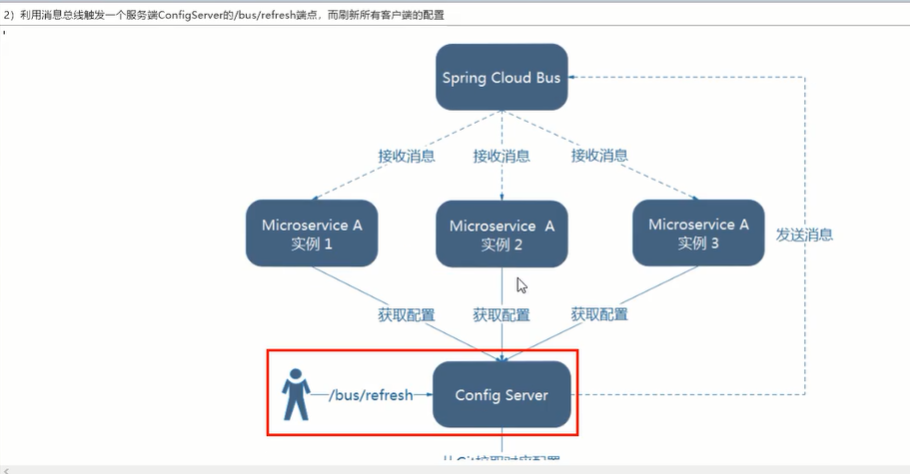 2）利用消息总线触发一个服务端ConfigServer的/bus/refresh端点，而刷新所有客户端的配置
Spring Cloud Bus
接收消息
接收消息
接收消息
Microservice A
实例 1
Microservice A
实例 2
Microservice A
实例 3
发送消息
获取配置
获取配置
获取配置
/bus/refresh
Config Server